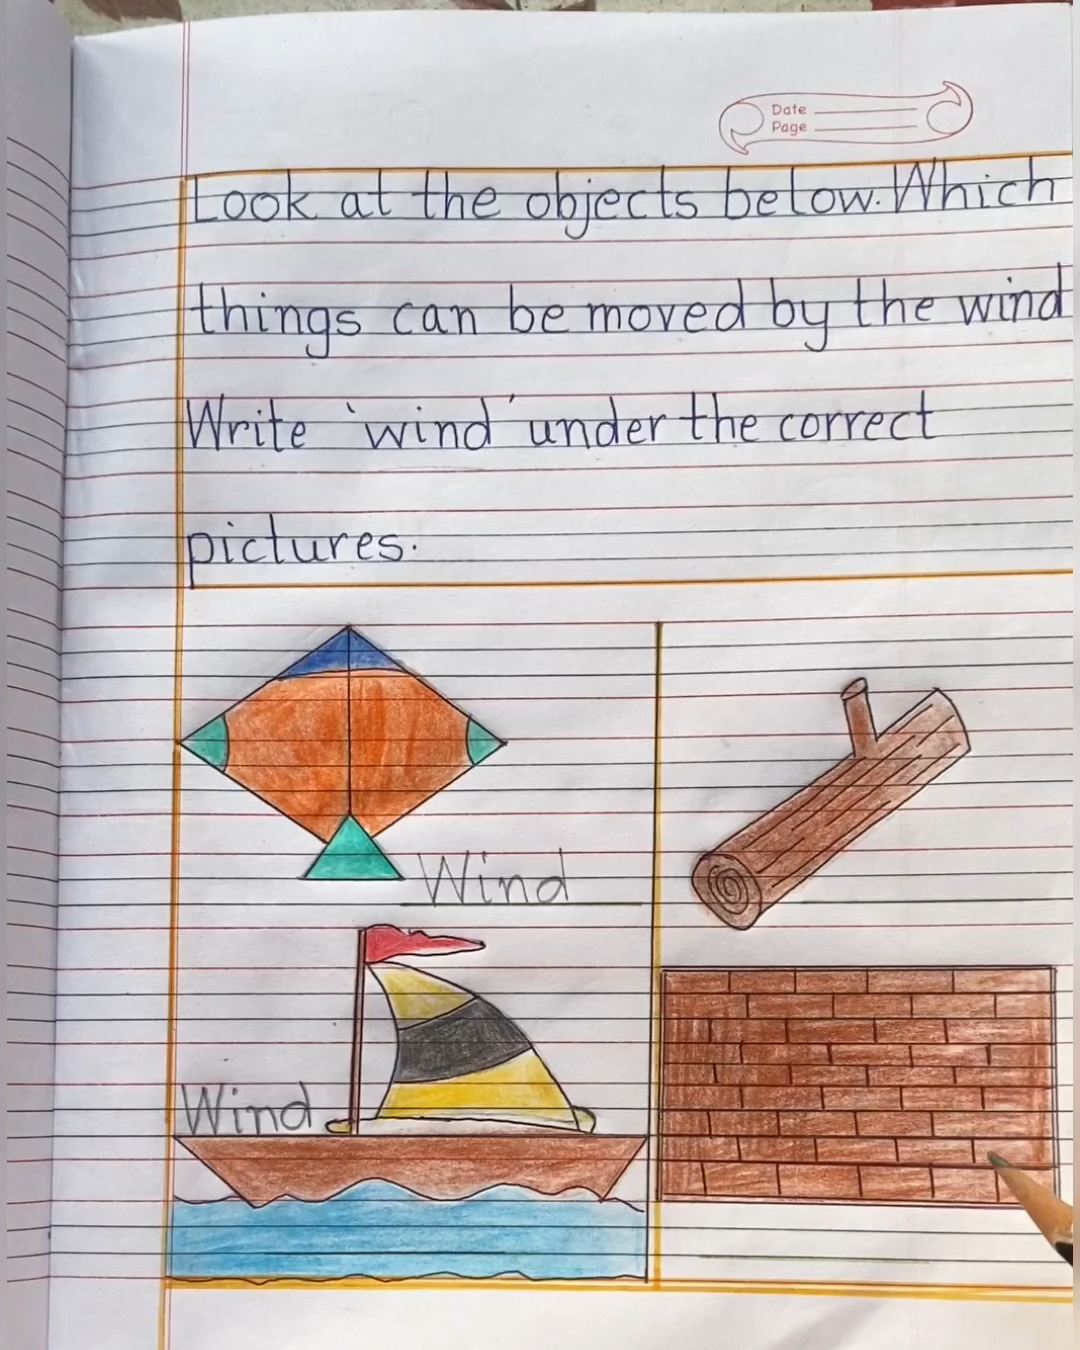 Date
Page
Look at the objects below. Which
things can be moved by the wind
Write 'wind' under the correct
pictures.
Wind
Wind